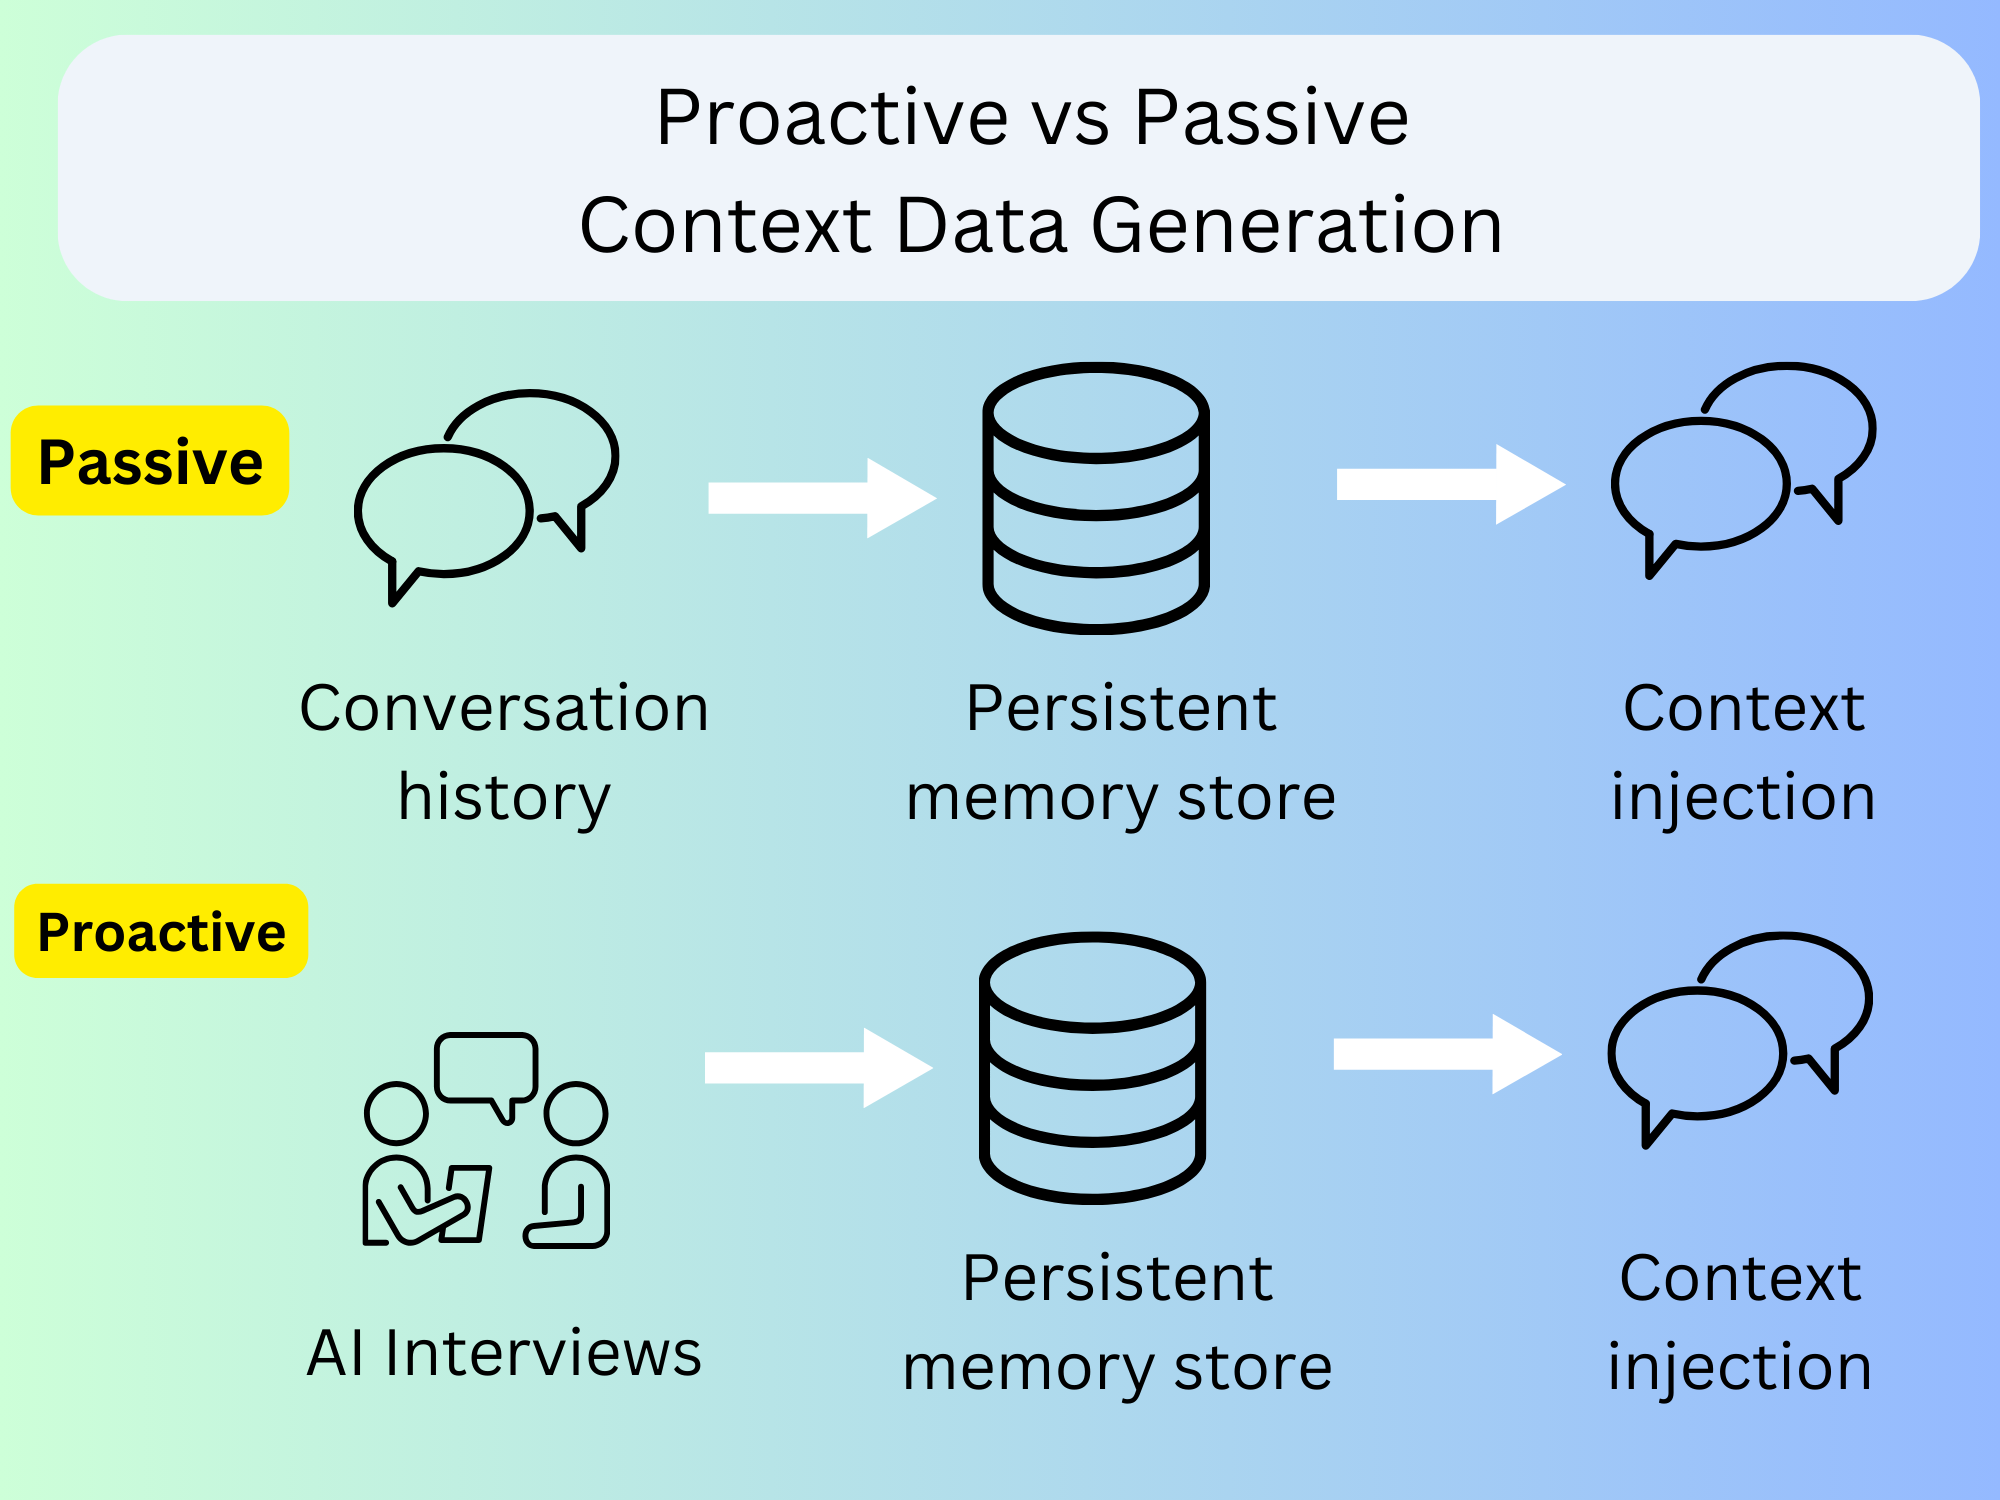 Proactive vs Passive
Context Data Generation
Passive
Conversation
history
Persistent
memory store
Context
injection
Proactive
AI Interviews
Persistent
memory store
Context
injection